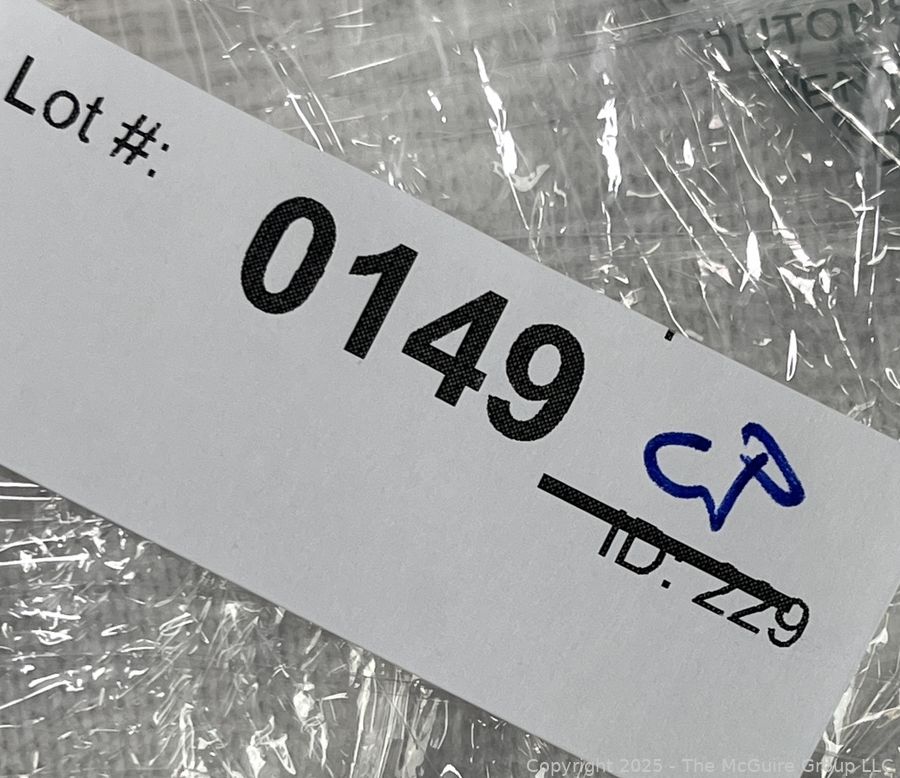 Lot #:
0149
CP
ID: 229
Copyright 2025 - The McGuire Group LLC